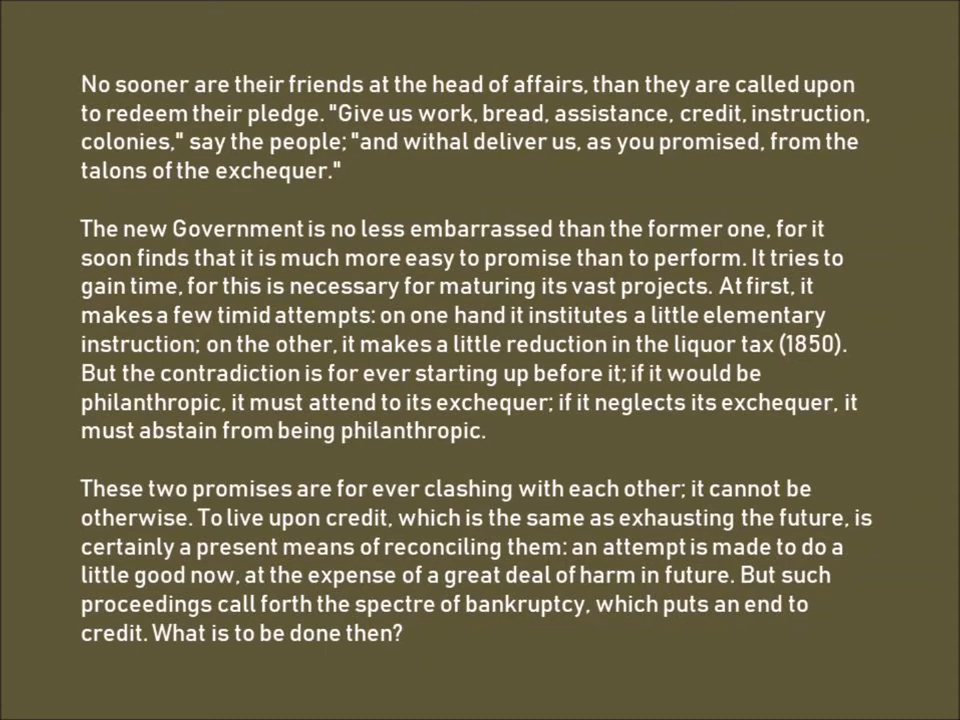 No sooner are their friends at the head of affairs, than they are called upon
to redeem their pledge. "Give us work, bread, assistance, credit, instruction,
colonies," say the people; "and withal deliver us, as you promised, from the
talons of the exchequer."
The new Government is no less embarrassed than the former one, for it
soon finds that it is much more easy to promise than to perform. It tries to
gain time, for this is necessary for maturing its vast projects. At first, it
makes a few timid attempts: on one hand it institutes a little elementary
instruction; on the other, it makes a little reduction in the liquor tax (1850).
But the contradiction is for ever starting up before it; if it would be
philanthropic, it must attend to its exchequer; if it neglects its exchequer, it
must abstain from being philanthropic.
These two promises are for ever clashing with each other; it cannot be
otherwise. To live upon credit, which is the same as exhausting the future, is
certainly a present means of reconciling them: an attempt is made to do a
little good now, at the expense of a great deal of harm in future. But such
proceedings call forth the spectre of bankruptcy, which puts an end to
credit. What is to be done then?